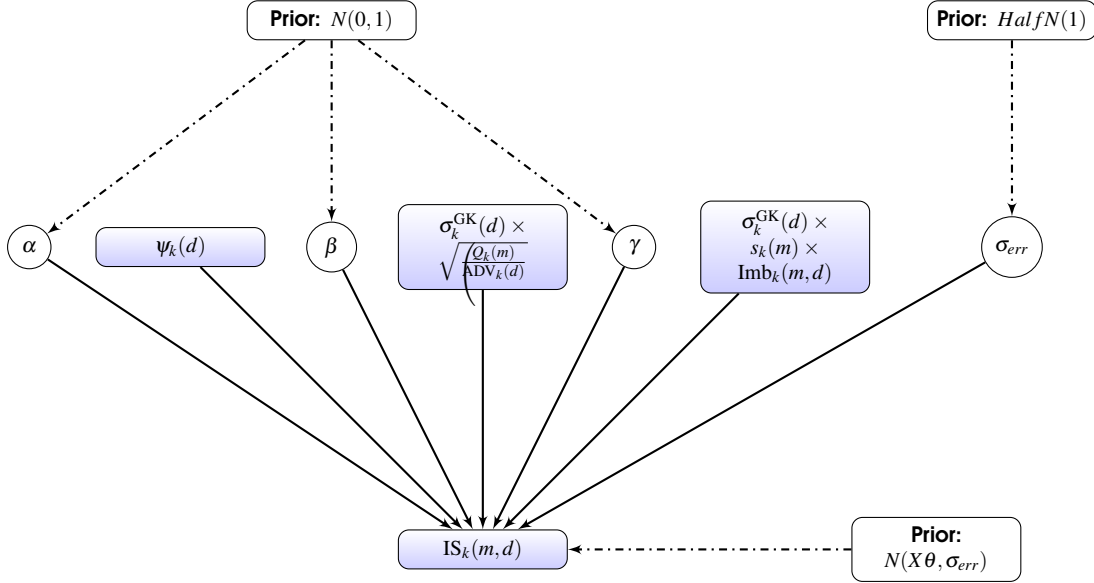 Prior: N(0,1)
Prior: HalfN(1)
α
ψ_k(d)
β
σ_k^GK(d) ×
√( Q_k(m)/ADV_k(d)
γ
σ_k^GK(d) ×
s_k(m) ×
Imb_k(m,d)
σ_err
IS_k(m,d)
Prior:
N(Xθ,σ_err)